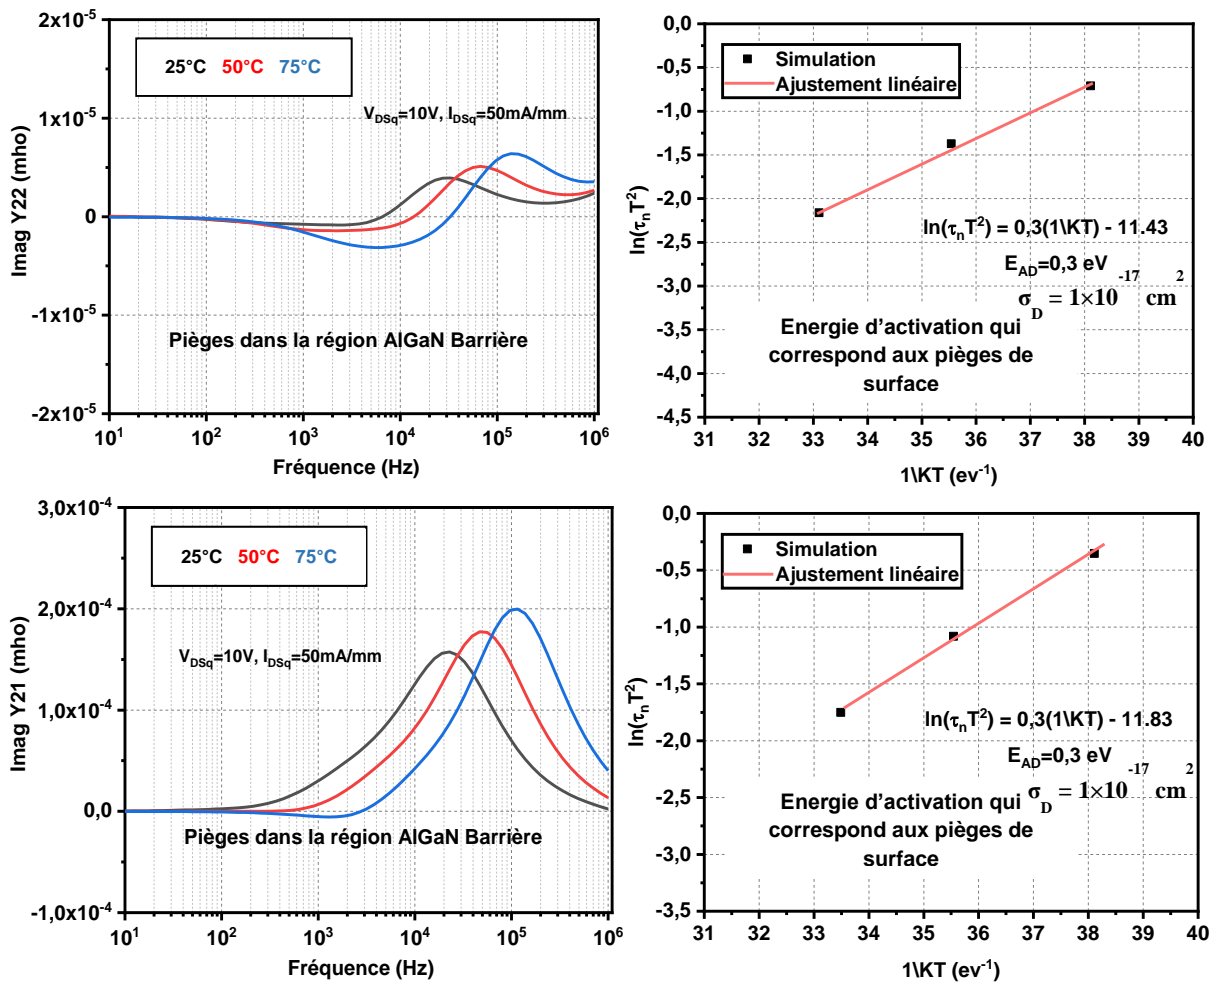 2x10⁻⁵
1x10⁻⁵
0
-1x10⁻⁵
-2x10⁻⁵
Imag Y22 (mho)
25°C 50°C 75°C
V_DSq=10V, I_DSq=50mA/mm
Pièges dans la région AlGaN Barrière
10¹ 10² 10³ 10⁴ 10⁵ 10⁶
Fréquence (Hz)
0,0
-0,5
-1,0
-1,5
-2,0
-2,5
-3,0
-3,5
-4,0
-4,5
ln(τ_nT²)
Simulation
Ajustement linéaire
ln(τ_nT²) = 0,3(1\KT) - 11.43
E_AD=0,3 eV
σ_D = 1×10⁻¹⁷ cm²
Energie d’activation qui
correspond aux pièges de
surface
31 32 33 34 35 36 37 38 39 40
1\KT (ev⁻¹)
3,0x10⁻⁴
2,0x10⁻⁴
1,0x10⁻⁴
0,0
-1,0x10⁻⁴
Imag Y21 (mho)
25°C 50°C 75°C
V_DSq=10V, I_DSq=50mA/mm
Pièges dans la région AlGaN Barrière
10¹ 10² 10³ 10⁴ 10⁵ 10⁶
Fréquence (Hz)
0,0
-0,5
-1,0
-1,5
-2,0
-2,5
-3,0
-3.5
ln(τ_nT²)
Simulation
Ajustement linéaire
ln(τ_nT²) = 0,3(1\KT) - 11.83
E_AD=0,3 eV
σ_D = 1×10⁻¹⁷ cm²
Energie d’activation qui
correspond aux pièges de
surface
31 32 33 34 35 36 37 38 39 40
1\KT (ev⁻¹)